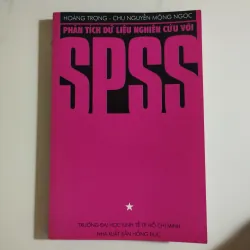 HOÀNG TRỌNG - CHU NGUYỄN MỘNG NGỌC
PHÂN TÍCH DỮ LIỆU NGHIÊN CỨU VỚI
SPSS
TRƯỜNG ĐẠI HỌC KINH TẾ TP. HỒ CHÍ MINH
NHÀ XUẤT BẢN HỒNG ĐỨC